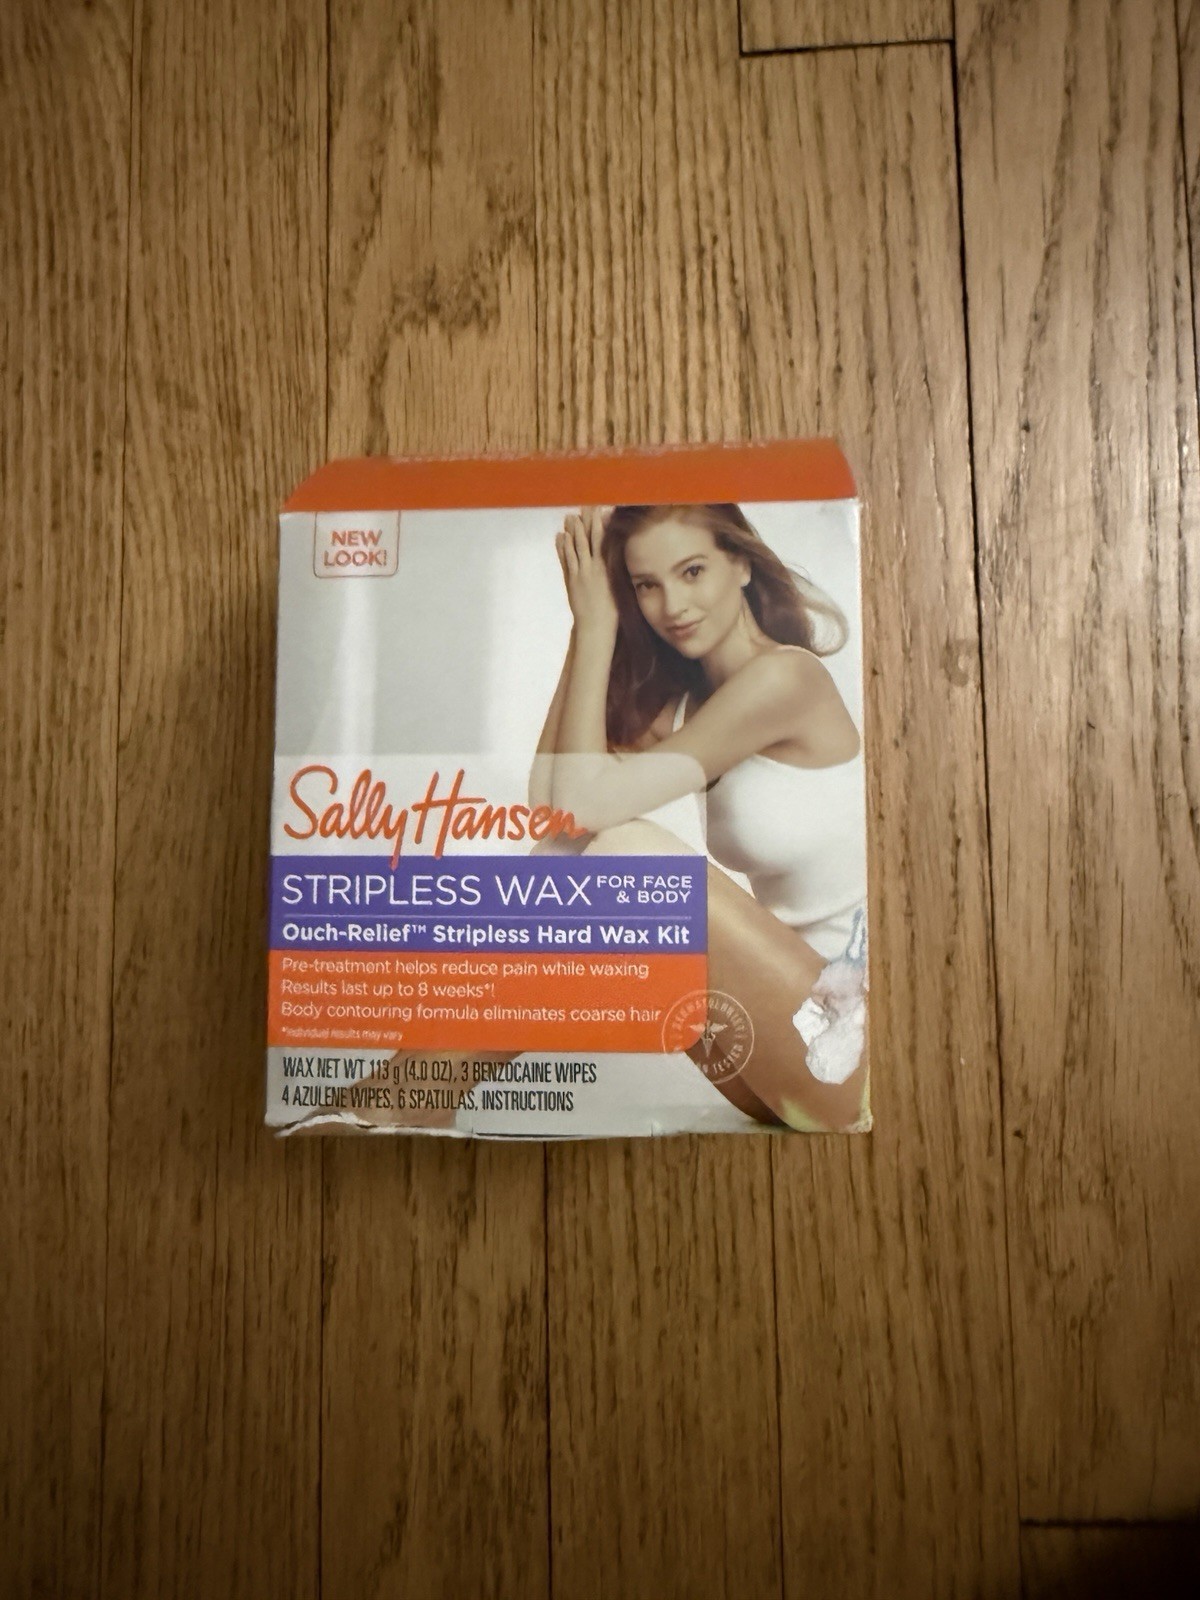 NEW
LOOK!
Sally Hansen
STRIPLESS WAX FOR FACE
& BODY
Ouch-Relief™ Stripless Hard Wax Kit
Pre-treatment helps reduce pain while waxing
Results last up to 8 weeks*!
Body contouring formula eliminates coarse hair
*Individual results may vary
WAX NET WT 113 g (4.0 OZ), 3 BENZOCAINE WIPES
4 AZULENE WIPES, 6 SPATULAS, INSTRUCTIONS